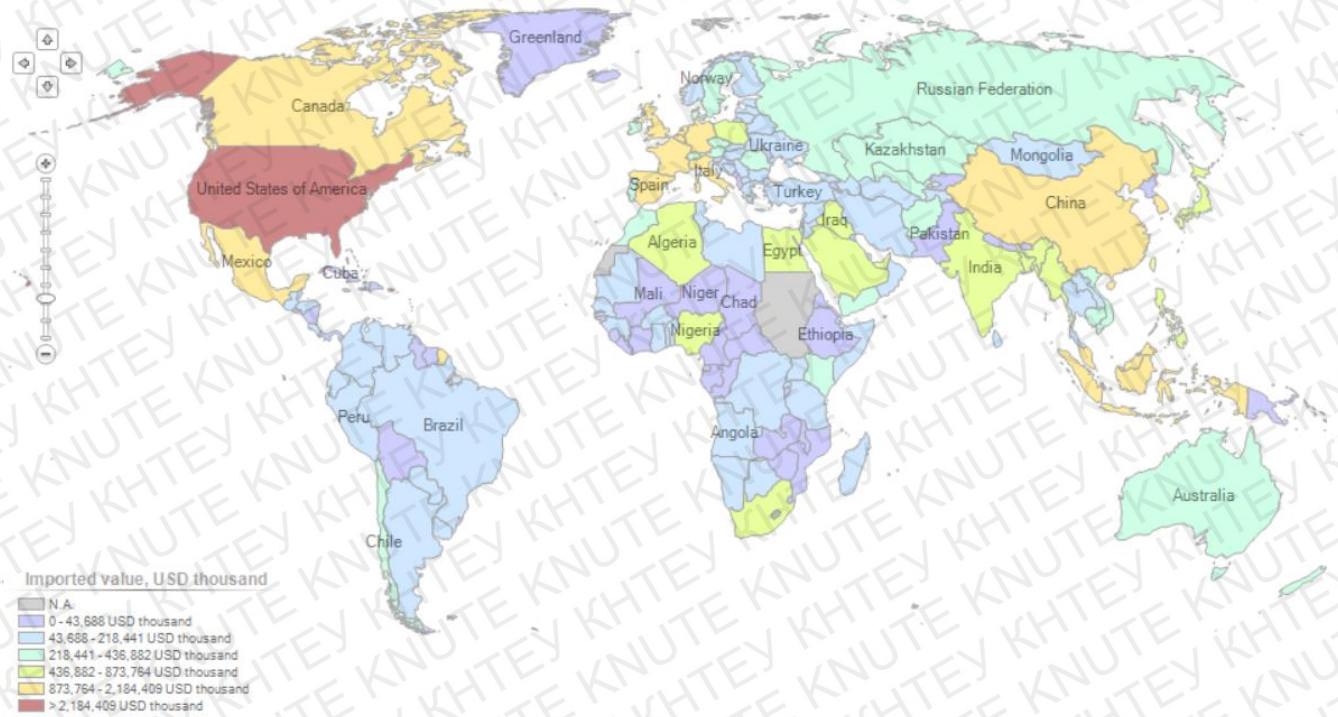 Greenland
Norway
Russian Federation
Canada
Ukraine
Kazakhstan
Mongolia
Italy
United States of America
Spain
Turkey
China
Iraq
Algeria
Egypt
Pakistan
Mexico
India
Cuba
Mali
Niger
Chad
Nigeria
Ethiopia
Peru
Brazil
Angola
Australia
Chile
Imported value, USD thousand
N.A.
0 - 43,688 USD thousand
43,688 - 218,441 USD thousand
218,441 - 436,882 USD thousand
436,882 - 873,764 USD thousand
873,764 - 2,184,409 USD thousand
> 2,184,409 USD thousand
КНТЕУ KNUTE КНТЕУ KNUTE